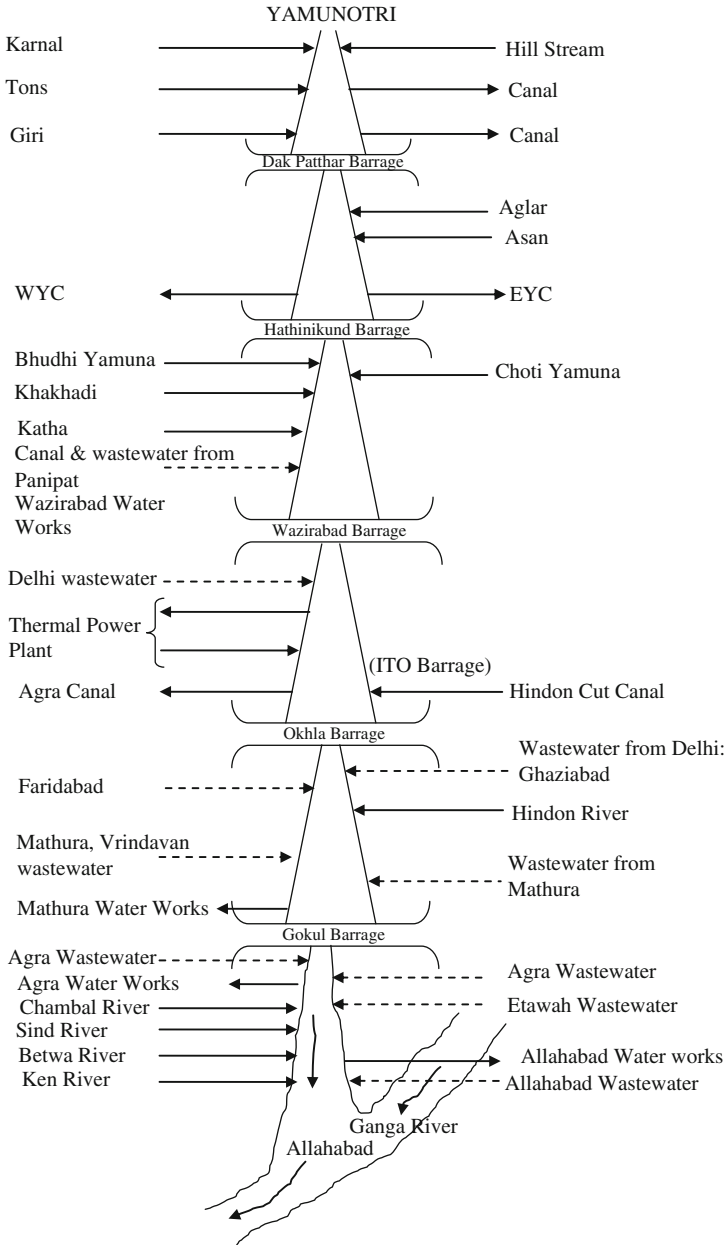 YAMUNOTRI
Karnal
Hill Stream
Tons
Canal
Giri
Canal
Dak Patthar Barrage
Aglar
Asan
WYC
EYC
Hathinikund Barrage
Bhudhi Yamuna
Choti Yamuna
Khakhadi
Katha
Canal & wastewater from
Panipat
Wazirabad Water
Works
Wazirabad Barrage
Delhi wastewater
Thermal Power
Plant
(ITO Barrage)
Agra Canal
Hindon Cut Canal
Okhla Barrage
Wastewater from Delhi:
Ghaziabad
Faridabad
Hindon River
Mathura, Vrindavan
wastewater
Wastewater from
Mathura
Mathura Water Works
Gokul Barrage
Agra Wastewater
Agra Wastewater
Agra Water Works
Chambal River
Etawah Wastewater
Sind River
Betwa River
Allahabad Water works
Ken River
Allahabad Wastewater
Ganga River
Allahabad